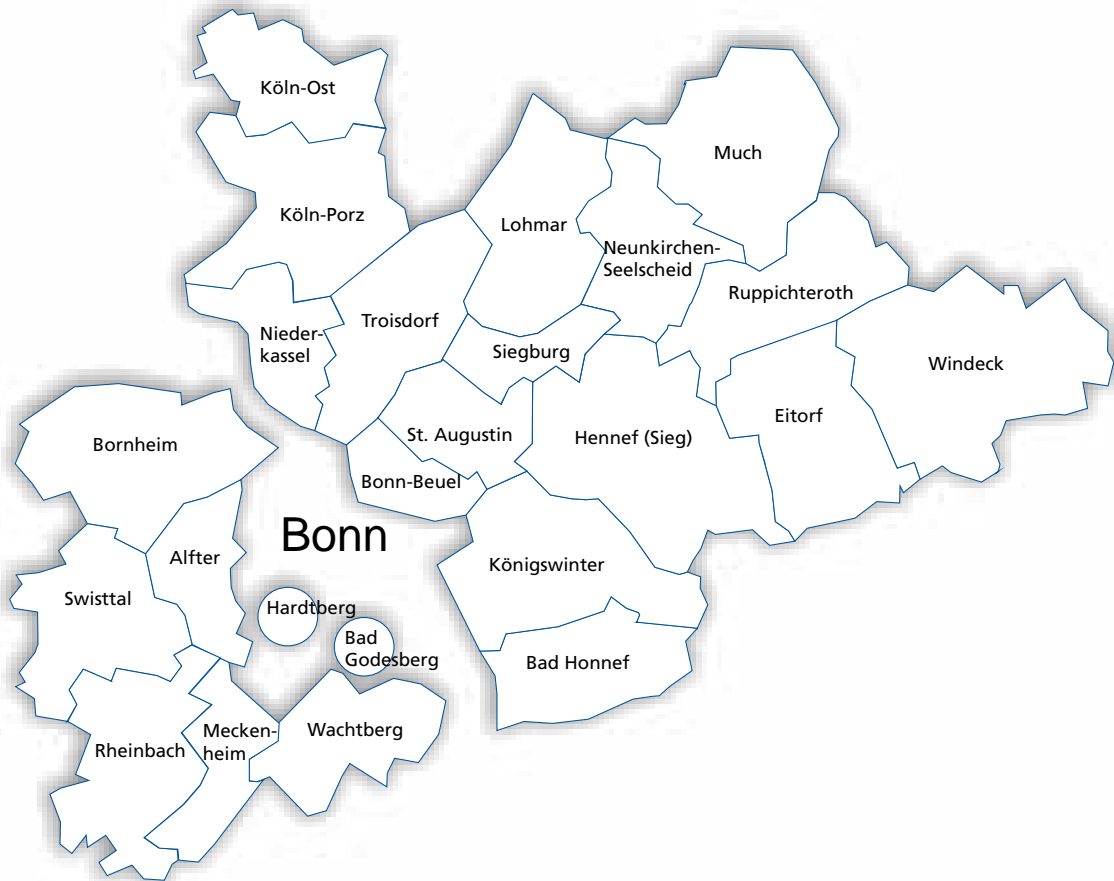 Köln-Ost
Much
Köln-Porz
Lohmar
Neunkirchen-
Seelscheid
Ruppichteroth
Troisdorf
Nieder-
kassel
Siegburg
Windeck
Eitorf
St. Augustin
Hennef (Sieg)
Bornheim
Bonn-Beuel
Bonn
Alfter
Königswinter
Swisttal
Hardtberg
Bad
Godesberg
Bad Honnef
Wachtberg
Mecken-
heim
Rheinbach